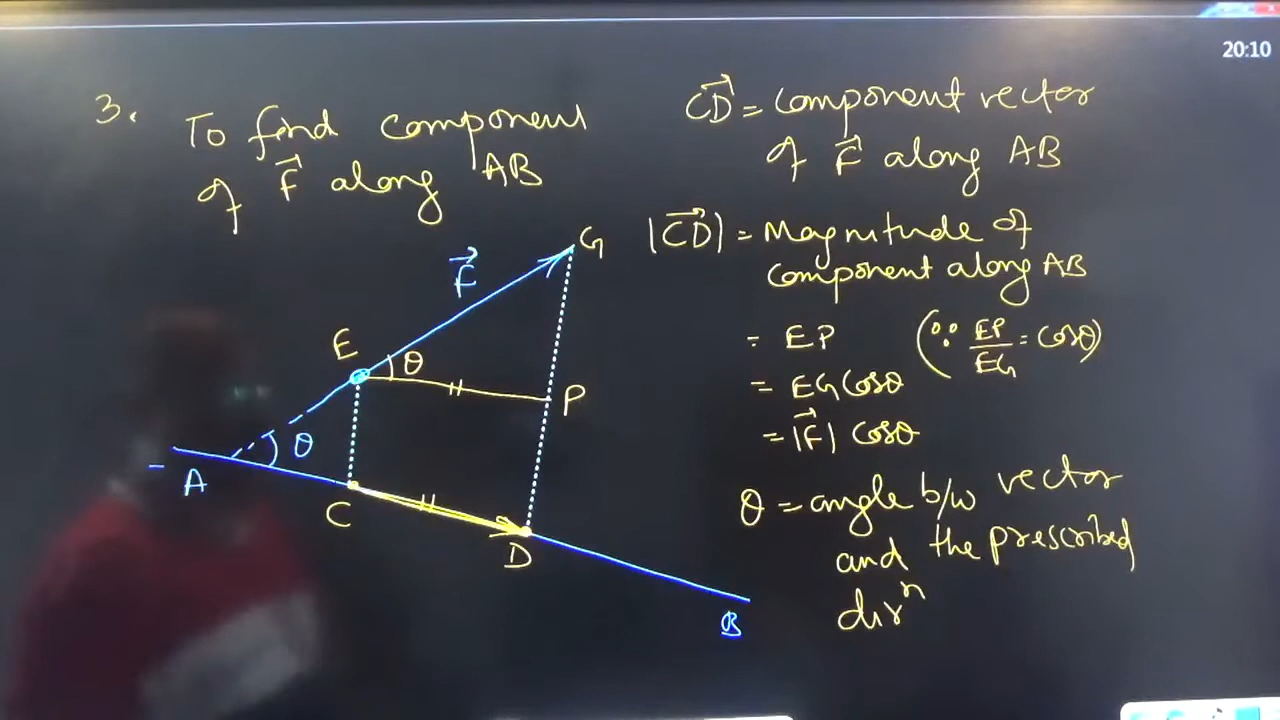 20:10
3. To find component
of F⃗ along AB
CD⃗ = component vector
of F⃗ along AB
|CD⃗| = Magnitude of
component along AB
= EP (∵ EP/EG = cosθ)
= EG cosθ
= |F⃗| cosθ
θ = angle b/w vector
and the prescribed
dirⁿ
G
F⃗
E
θ
P
θ
A
C
D
B